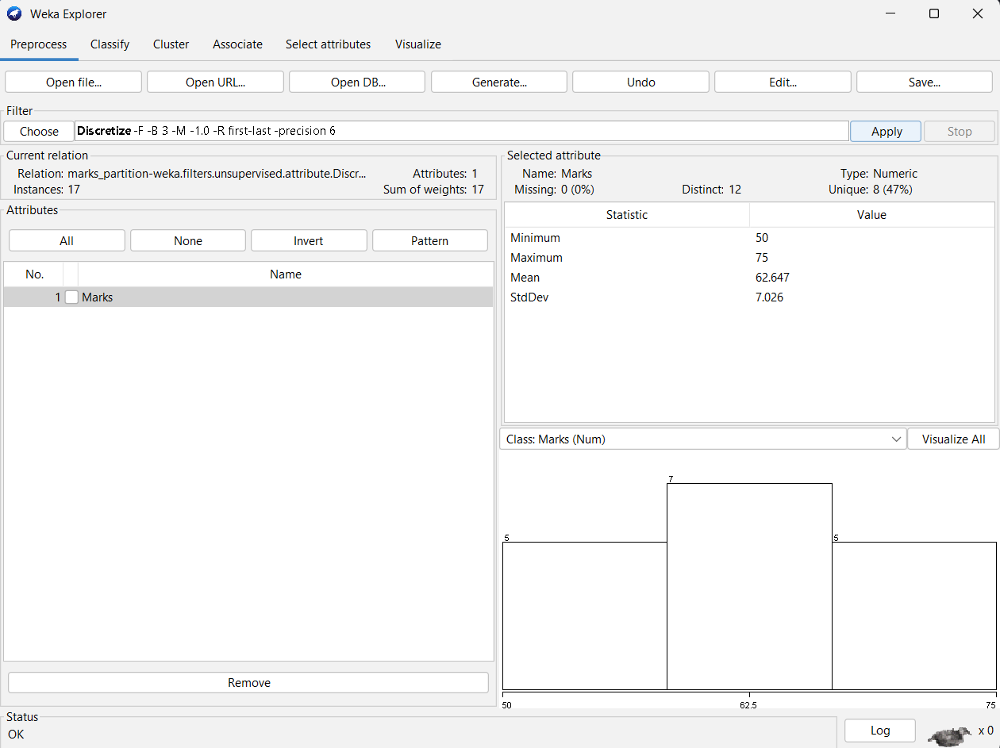 Weka Explorer
Preprocess Classify Cluster Associate Select attributes Visualize
Open file... Open URL... Open DB... Generate... Undo Edit... Save...
Filter
Choose Discretize -F -B 3 -M -1.0 -R first-last -precision 6 Apply Stop
Current relation
Relation: marks_partition-weka.filters.unsupervised.attribute.Discr... Attributes: 1
Instances: 17 Sum of weights: 17
Attributes
All None Invert Pattern
No. Name
1 Marks
Remove
Selected attribute
Name: Marks Type: Numeric
Missing: 0 (0%) Distinct: 12 Unique: 8 (47%)
Statistic Value
Minimum 50
Maximum 75
Mean 62.647
StdDev 7.026
Class: Marks (Num) Visualize All
7
5 5
50 62.5 75
Status
OK
Log x 0